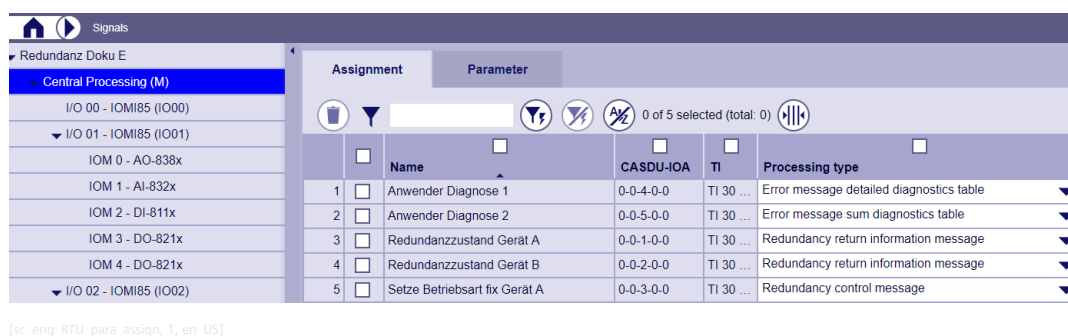 Signals
Redundanz Doku E
Central Processing (M)
I/O 00 - IOMI85 (IO00)
I/O 01 - IOMI85 (IO01)
IOM 0 - AO-838x
IOM 1 - AI-832x
IOM 2 - DI-811x
IOM 3 - DO-821x
IOM 4 - DO-821x
I/O 02 - IOMI85 (IO02)
Assignment Parameter
0 of 5 selected (total: 0)
Name CASDU-IOA TI Processing type
1 Anwender Diagnose 1 0-0-4-0-0 TI 30 ... Error message detailed diagnostics table
2 Anwender Diagnose 2 0-0-5-0-0 TI 30 ... Error message sum diagnostics table
3 Redundanzzustand Gerät A 0-0-1-0-0 TI 30 ... Redundancy return information message
4 Redundanzzustand Gerät B 0-0-2-0-0 TI 30 ... Redundancy return information message
5 Setze Betriebsart fix Gerät A 0-0-3-0-0 TI 30 ... Redundancy control message
[sc_eng_RTU_para_assign, 1, en_US]